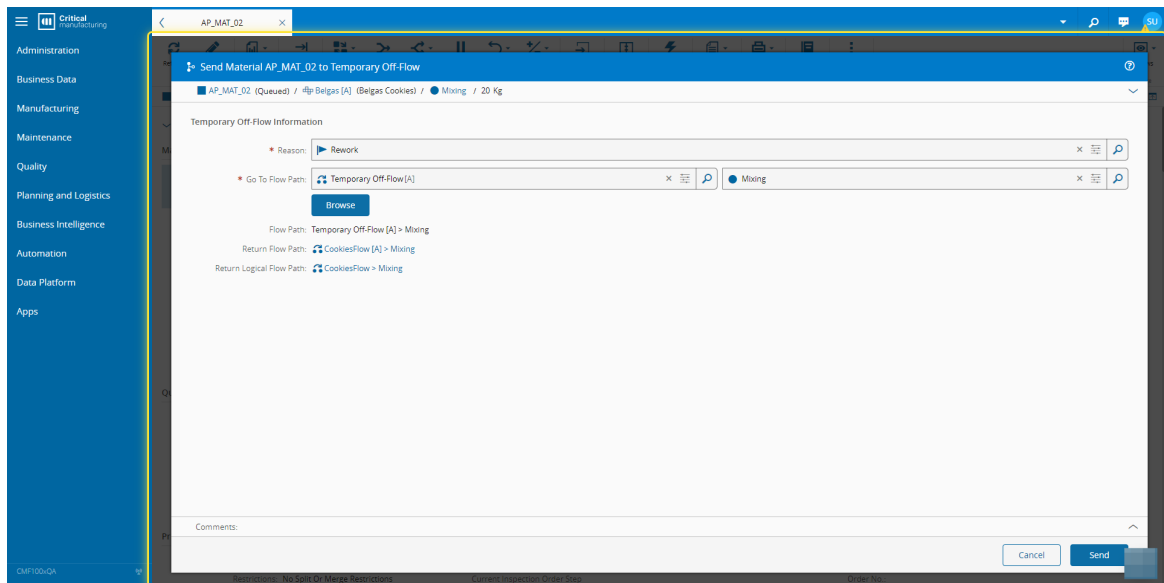 Critical
manufacturing
AP_MAT_02
SU
Administration
Business Data
Manufacturing
Maintenance
Quality
Planning and Logistics
Business Intelligence
Automation
Data Platform
Apps
CMF100xQA
Send Material AP_MAT_02 to Temporary Off-Flow
AP_MAT_02 (Queued) / Belgas [A] (Belgas Cookies) / Mixing / 20 Kg
Temporary Off-Flow Information
* Reason: Rework
* Go To Flow Path: Temporary Off-Flow [A] Mixing
Browse
Flow Path: Temporary Off-Flow [A] > Mixing
Return Flow Path: CookiesFlow [A] > Mixing
Return Logical Flow Path: CookiesFlow > Mixing
Comments:
Cancel Send
Restrictions: No Split Or Merge Restrictions Current Inspection Order Step Order No.: